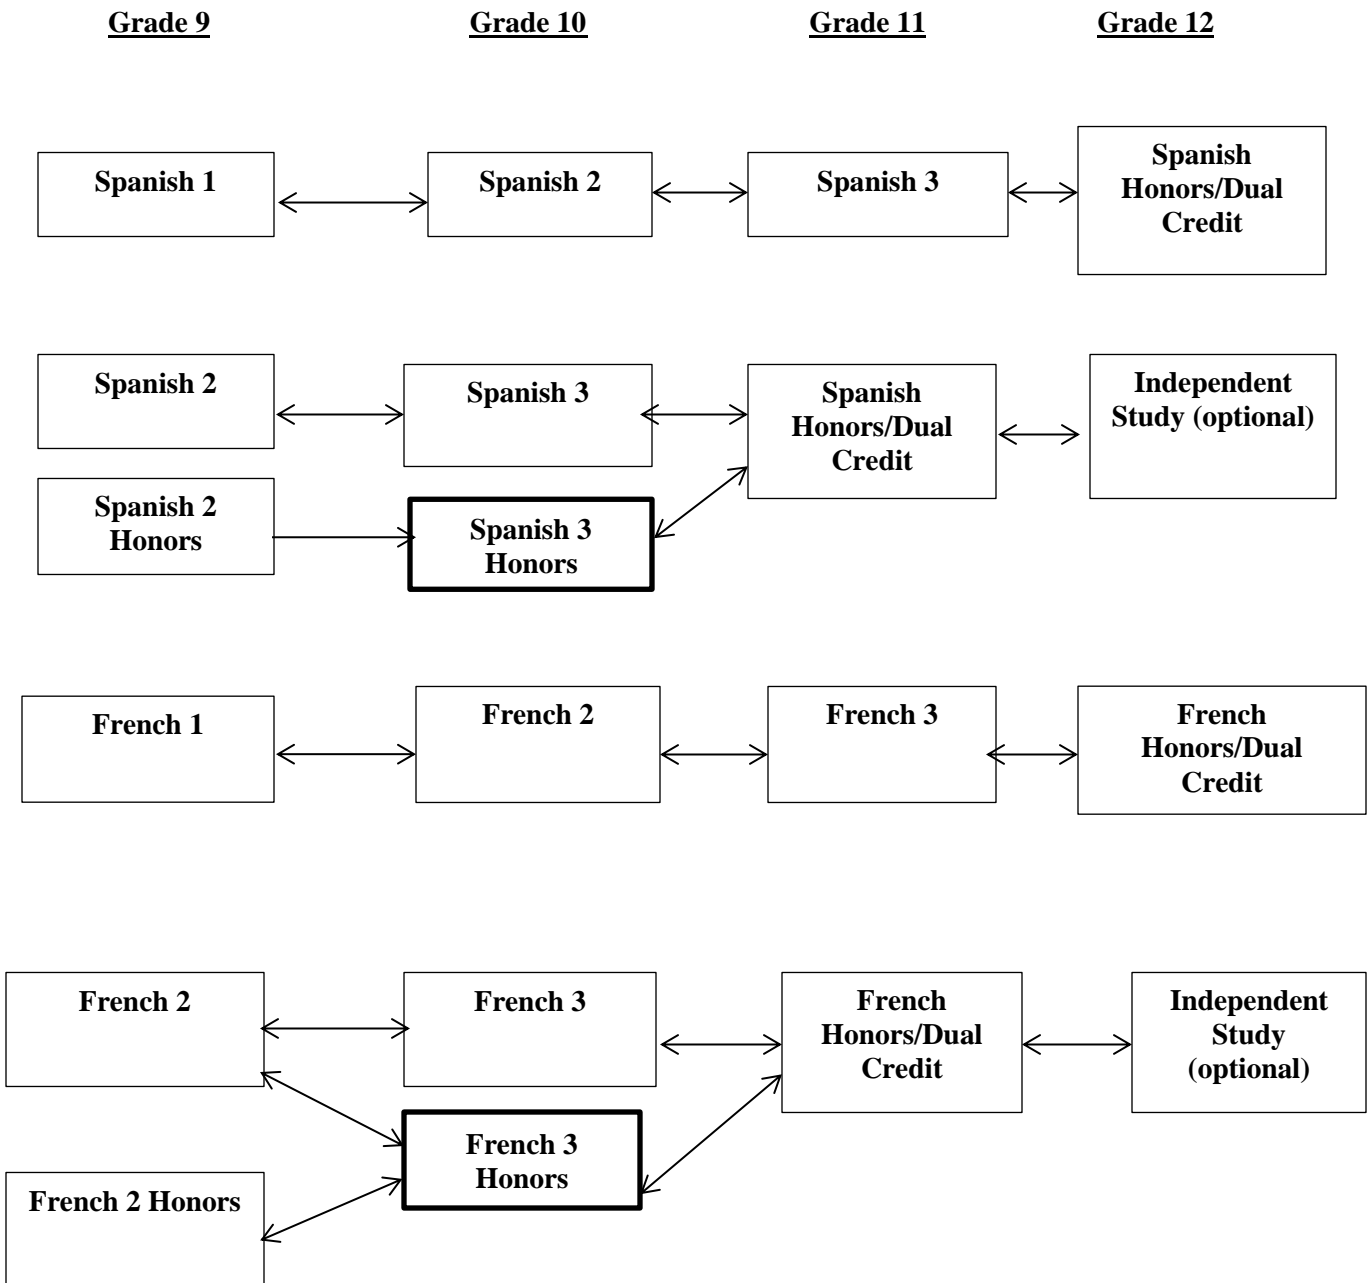 Grade 9 Grade 10 Grade 11 Grade 12
Spanish 1
Spanish 2
Spanish 3
Spanish
Honors/Dual
Credit
Spanish 2
Spanish 3
Spanish
Honors/Dual
Credit
Independent
Study (optional)
Spanish 2
Honors
Spanish 3
Honors
French 1
French 2
French 3
French
Honors/Dual
Credit
French 2
French 3
French
Honors/Dual
Credit
Independent
Study
(optional)
French 3
Honors
French 2 Honors